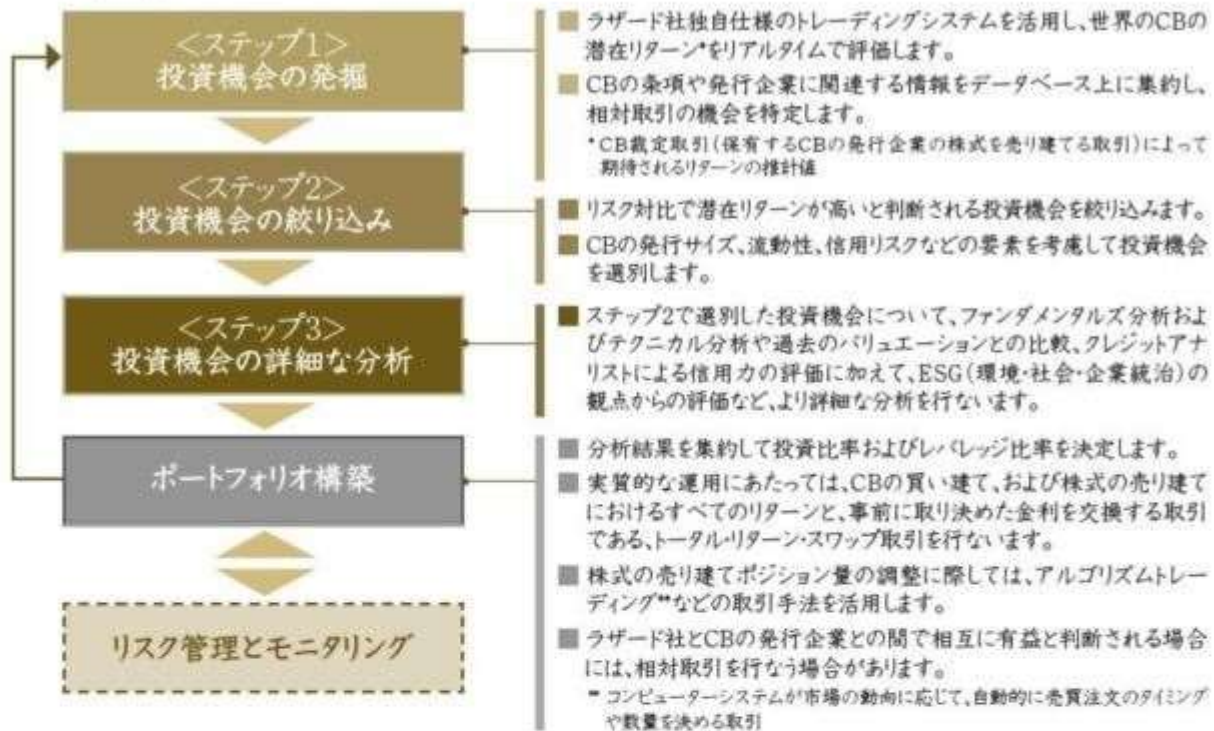 <ステップ1>
投資機会の発掘
■ ラザード社独自仕様のトレーディングシステムを活用し、世界のCBの
潜在リターン*をリアルタイムで評価します。
■ CBの条項や発行企業に関連する情報をデータベース上に集約し、
相対取引の機会を特定します。
*CB裁定取引(保有するCBの発行企業の株式を売り建てる取引)によって
期待されるリターンの推計値
<ステップ2>
投資機会の絞り込み
■ リスク対比で潜在リターンが高いと判断される投資機会を絞り込みます。
■ CBの発行サイズ、流動性、信用リスクなどの要素を考慮して投資機会
を選別します。
<ステップ3>
投資機会の詳細な分析
■ ステップ2で選別した投資機会について、ファンダメンタルズ分析およ
びテクニカル分析や過去のバリュエーションとの比較、クレジットアナ
リストによる信用力の評価に加えて、ESG(環境・社会・企業統治)の
観点からの評価など、より詳細な分析を行ないます。
ポートフォリオ構築
■ 分析結果を集約して投資比率およびレバレッジ比率を決定します。
■ 実質的な運用にあたっては、CBの買い建て、および株式の売り建て
におけるすべてのリターンと、事前に取り決めた金利を交換する取引
である、トータル・リターン・スワップ取引を行ないます。
■ 株式の売り建てポジション量の調整に際しては、アルゴリズムトレー
ディング**などの取引手法を活用します。
■ ラザード社とCBの発行企業との間で相互に有益と判断される場合
には、相対取引を行なう場合があります。
** コンピューターシステムが市場の動向に応じて、自動的に売買注文のタイミング
や数量を決める取引
リスク管理とモニタリング